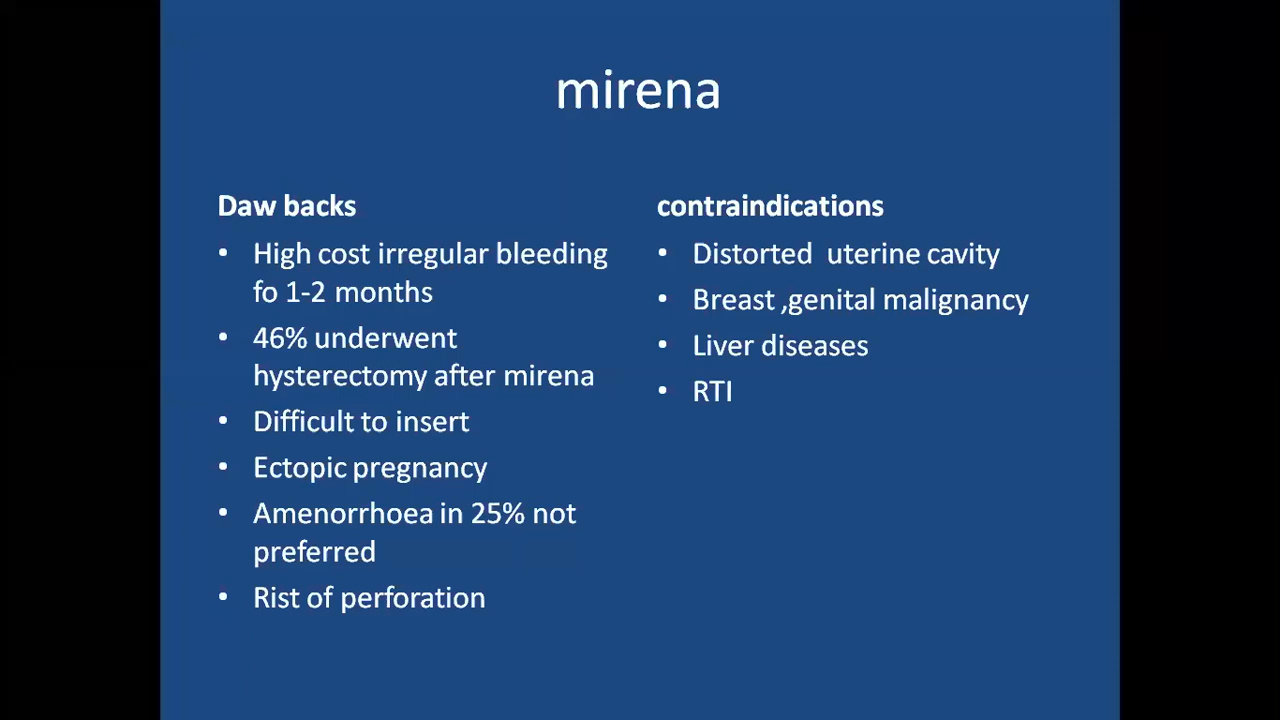 mirena
Daw backs
• High cost irregular bleeding
fo 1-2 months
• 46% underwent
hysterectomy after mirena
• Difficult to insert
• Ectopic pregnancy
• Amenorrhoea in 25% not
preferred
• Rist of perforation
contraindications
• Distorted uterine cavity
• Breast ,genital malignancy
• Liver diseases
• RTI